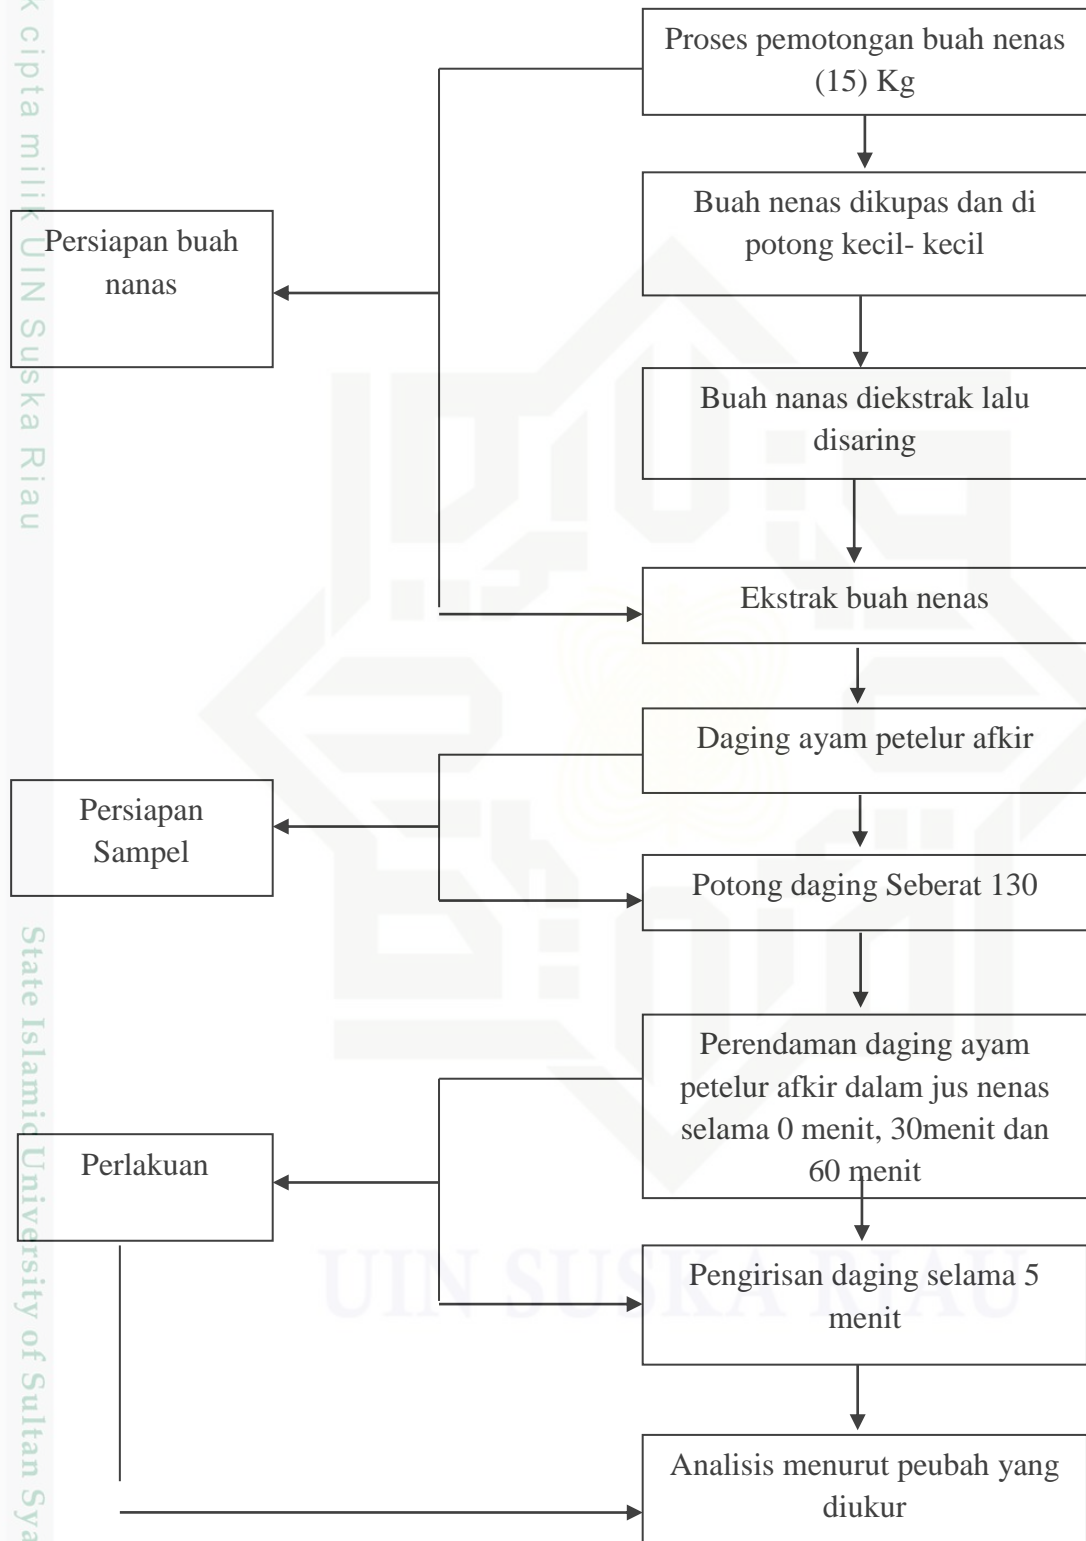 Proses pemotongan buah nenas
(15) Kg
Buah nenas dikupas dan di
potong kecil- kecil
Persiapan buah
nanas
Buah nanas diekstrak lalu
disaring
Ekstrak buah nenas
Daging ayam petelur afkir
Persiapan
Sampel
Potong daging Seberat 130
Perendaman daging ayam
petelur afkir dalam jus nenas
selama 0 menit, 30menit dan
60 menit
Perlakuan
Pengirisan daging selama 5
menit
Analisis menurut peubah yang
diukur
k cipta milik UIN Suska Riau
State Islamic University of Sultan Sya
UIN SUSKA RIAU